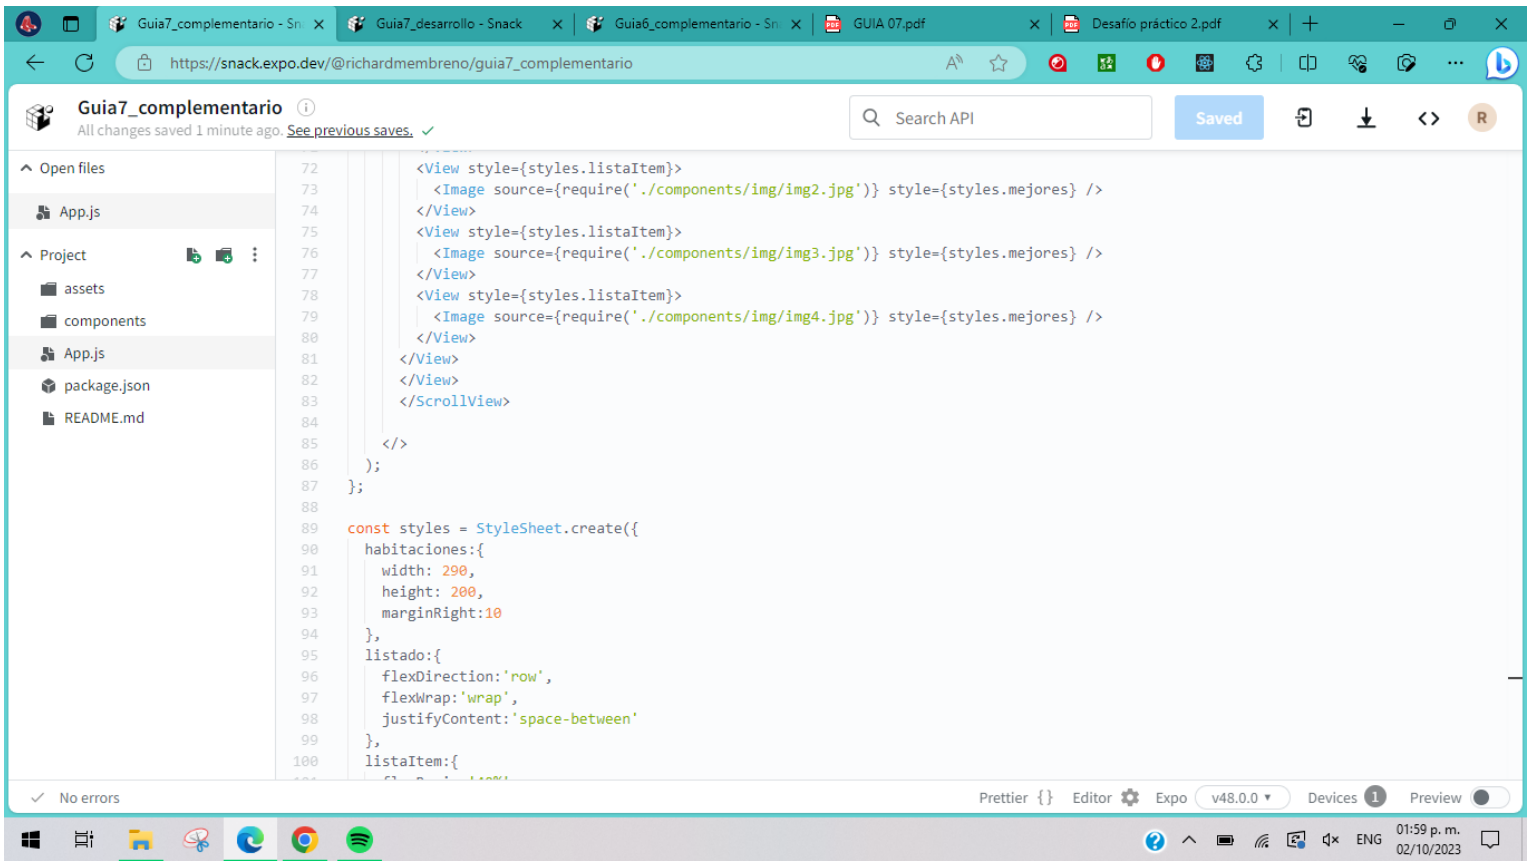 Guia7_complementario - Sn
Guia7_desarrollo - Snack
Guia6_complementario - Sn
GUIA 07.pdf
Desafío práctico 2.pdf
https://snack.expo.dev/@richardmembreno/guia7_complementario
Guia7_complementario
All changes saved 1 minute ago. See previous saves.
Search API
Saved
R
Open files
App.js
Project
assets
components
App.js
package.json
README.md
72 <View style={styles.listaItem}>
73 <Image source={require('./components/img/img2.jpg')} style={styles.mejores} />
74 </View>
75 <View style={styles.listaItem}>
76 <Image source={require('./components/img/img3.jpg')} style={styles.mejores} />
77 </View>
78 <View style={styles.listaItem}>
79 <Image source={require('./components/img/img4.jpg')} style={styles.mejores} />
80 </View>
81 </View>
82 </View>
83 </ScrollView>
84
85 </>
86 );
87 };
88
89 const styles = StyleSheet.create({
90 habitaciones:{
91 width: 290,
92 height: 200,
93 marginRight:10
94 },
95 listado:{
96 flexDirection:'row',
97 flexWrap:'wrap',
98 justifyContent:'space-between'
99 },
100 listaItem:{
No errors
Prettier {} Editor Expo v48.0.0 Devices 1 Preview
ENG
01:59 p. m.
02/10/2023